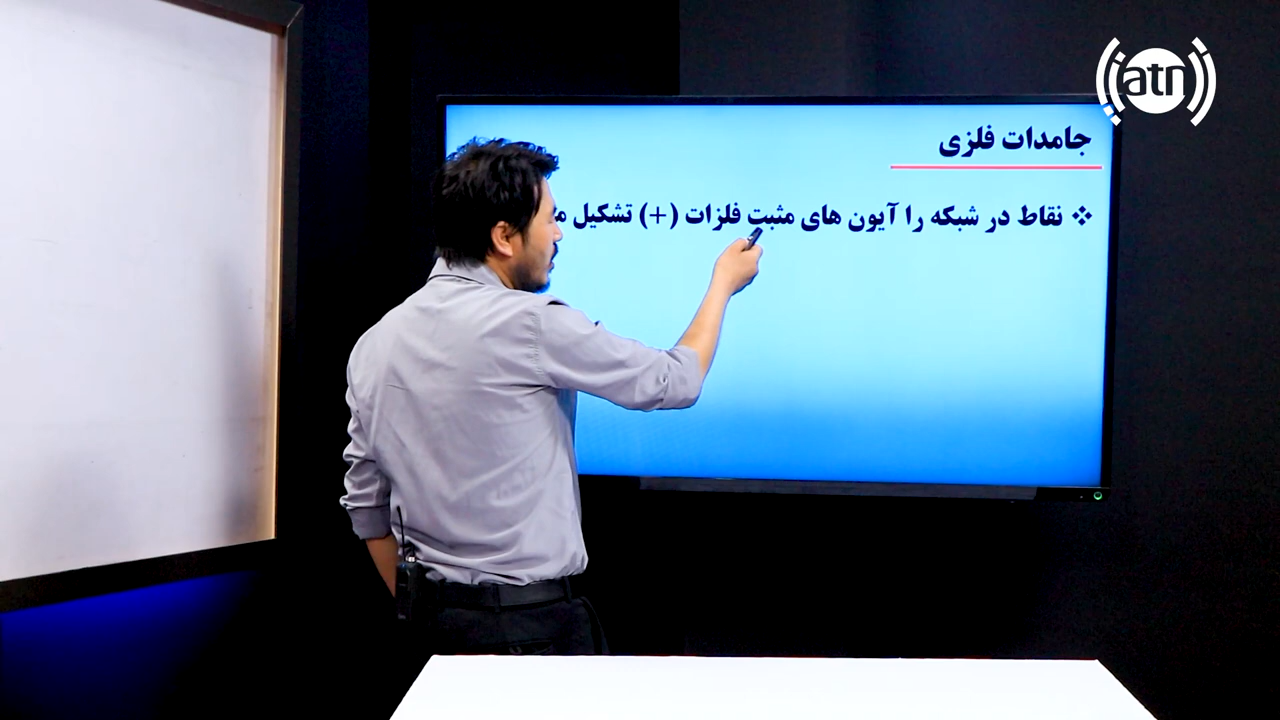 atn
جامدات فلزی
❖ نقاط در شبکه را آیون های مثبت فلزات (+) تشکیل